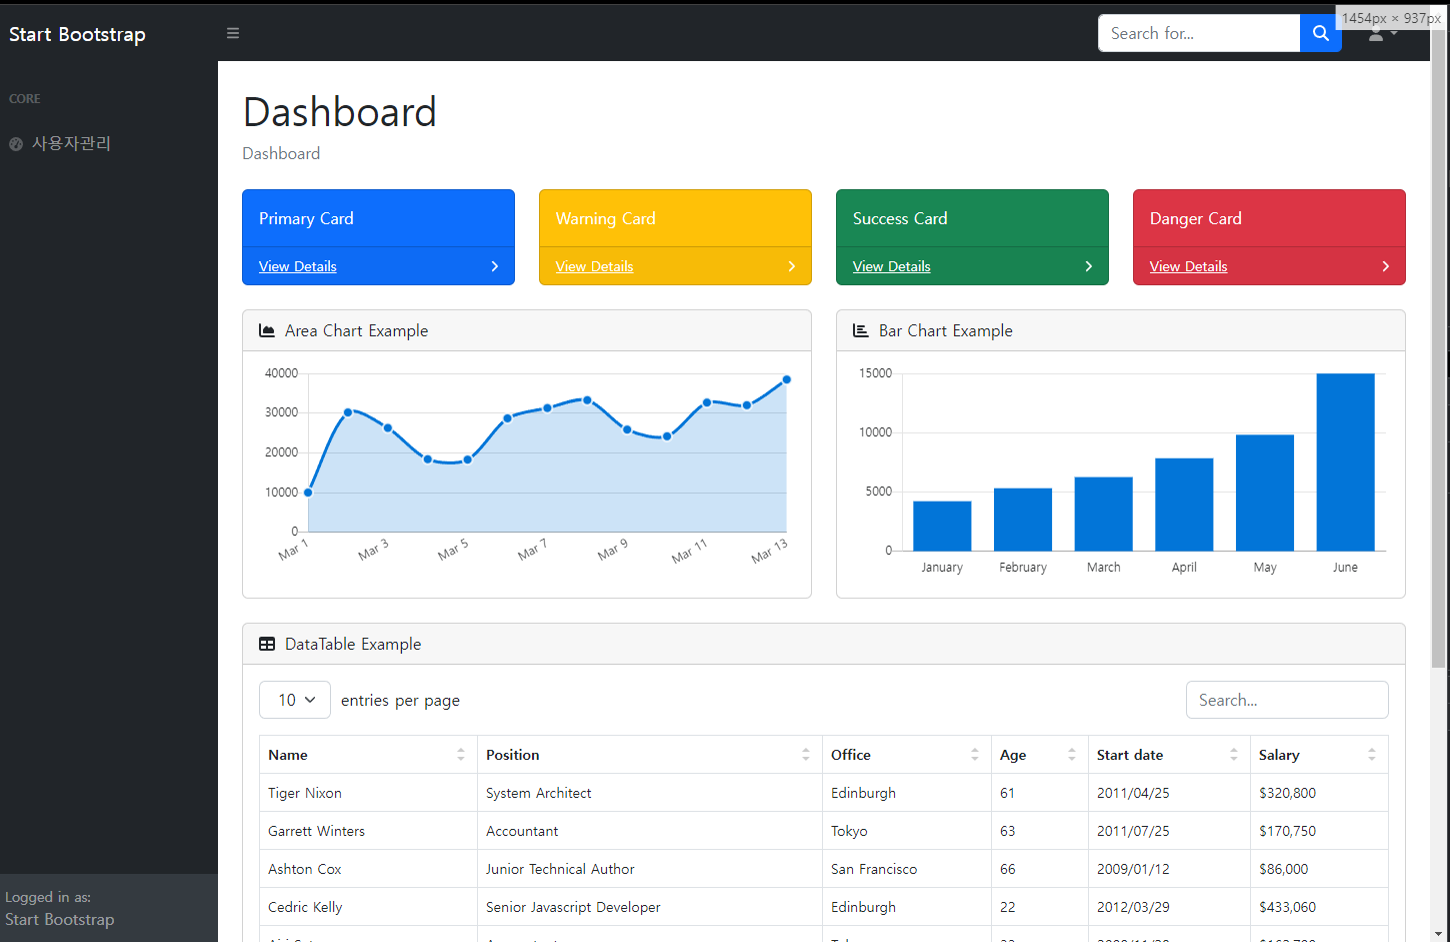 Start Bootstrap
Search for...
1454px × 937px
CORE
사용자관리
Dashboard
Dashboard
Primary Card
View Details
Warning Card
View Details
Success Card
View Details
Danger Card
View Details
Area Chart Example
40000
30000
20000
10000
0
Mar 1 Mar 3 Mar 5 Mar 7 Mar 9 Mar 11 Mar 13
Bar Chart Example
15000
10000
5000
0
January February March April May June
DataTable Example
10 entries per page
Search...
Name Position Office Age Start date Salary
Tiger Nixon System Architect Edinburgh 61 2011/04/25 $320,800
Garrett Winters Accountant Tokyo 63 2011/07/25 $170,750
Ashton Cox Junior Technical Author San Francisco 66 2009/01/12 $86,000
Cedric Kelly Senior Javascript Developer Edinburgh 22 2012/03/29 $433,060
Logged in as:
Start Bootstrap